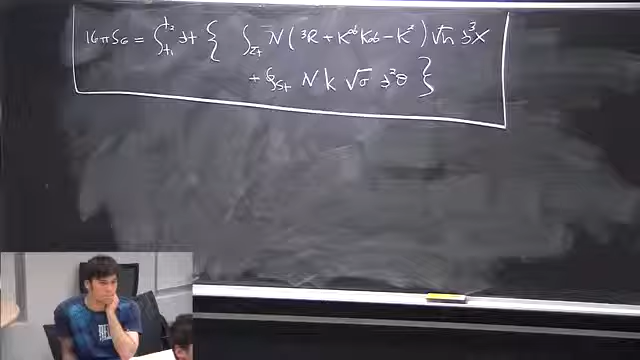 16πS_G = ∫_{t_1}^{t_2} dt { ∫_{Σ_t} N ( ³R + K^{ab} K_{ab} − K² ) √h d³x
+ ∮_{S_t} N k √σ d²θ }